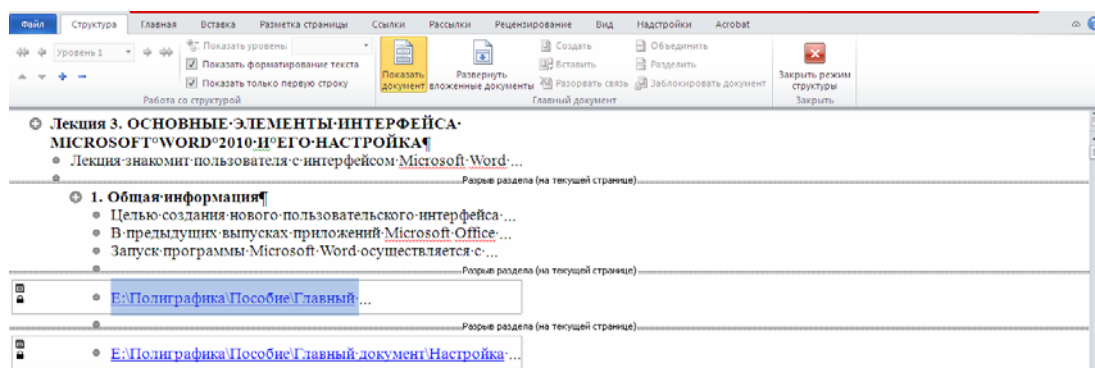 Файл Структура Главная Вставка Разметка страницы Ссылки Рассылки Рецензирование Вид Надстройки Acrobat
Уровень 1 Показать уровень: Создать Объединить
Показать форматирование текста Вставить Разделить
Показать только первую строку Показать документ Развернуть вложенные документы Разорвать связь Заблокировать документ Закрыть режим структуры
Работа со структурой Главный документ Закрыть
Лекция·3.·ОСНОВНЫЕ·ЭЛЕМЕНТЫ·ИНТЕРФЕЙСА·
MICROSOFT°WORD°2010·И°ЕГО·НАСТРОЙКА¶
Лекция·знакомит·пользователя·с·интерфейсом·Microsoft·Word·...
Разрыв раздела (на текущей странице)
1.·Общая·информация¶
Целью·создания·нового·пользовательского·интерфейса·...
В·предыдущих·выпусках·приложений·Microsoft·Office·...
Запуск·программы·Microsoft·Word·осуществляется·с·...
Разрыв раздела (на текущей странице)
E:\Полиграфика\Пособие\Главный·...
Разрыв раздела (на текущей странице)
E:\Полиграфика\Пособие\Главный·документ\Настройка·...